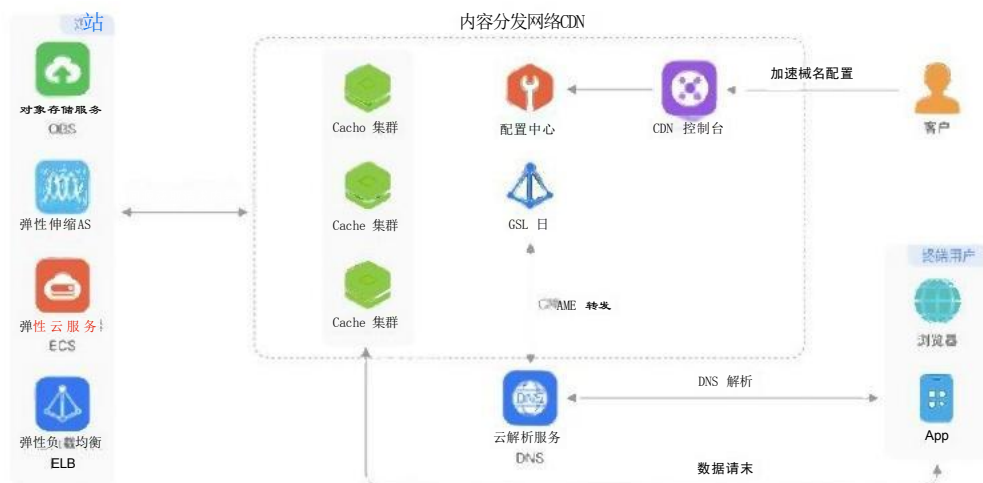 站
内容分发网络CDN
对象存储服务
OBS
Cacho 集群
配置中心
CDN 控制台
加速械名配置
客户
弹性伸缩AS
Cache 集群
GSL 日
终端用户
弹性云服务
ECS
Cache 集群
AME 转发
浏览器
DNS 解析
弹性负载均衡
ELB
云解析服务
DNS
App
数据请末